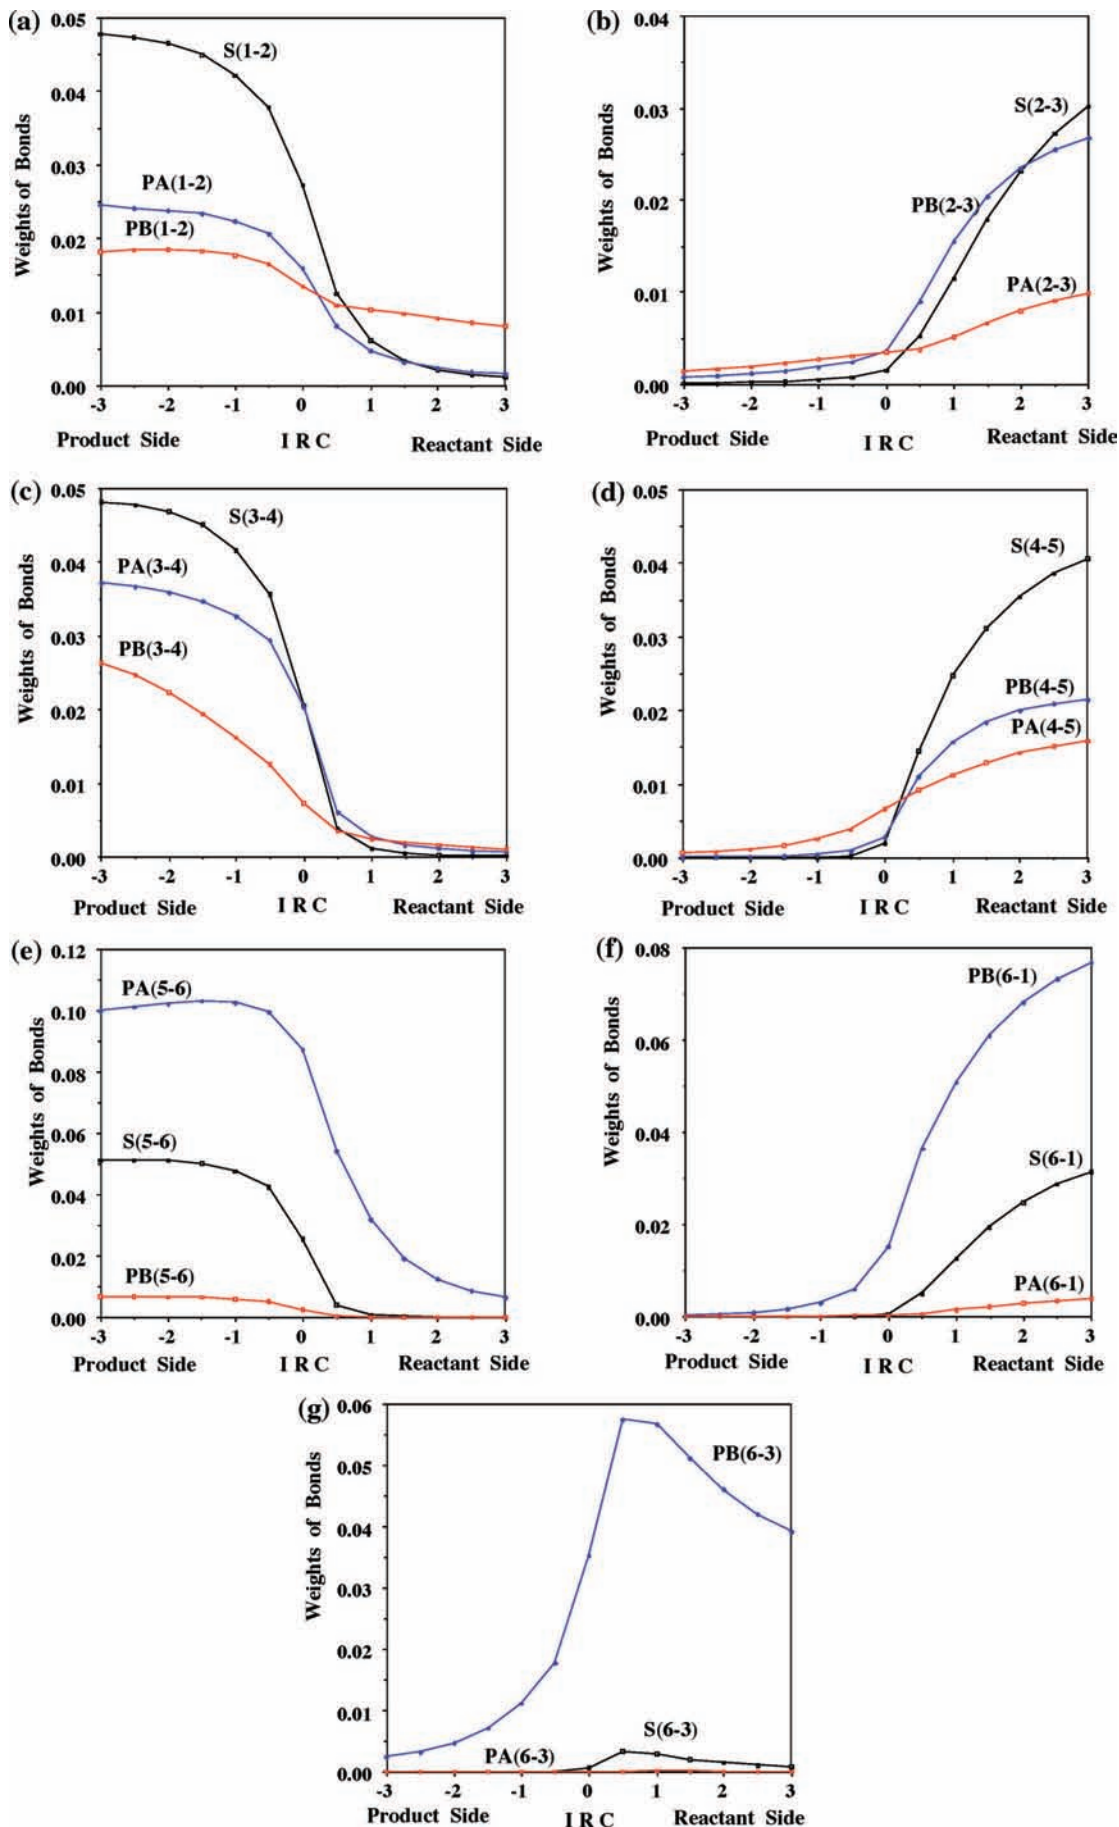 (a)
0.05
0.04
0.03
0.02
0.01
0.00
Weights of Bonds
S(1-2)
PA(1-2)
PB(1-2)
-3 -2 -1 0 1 2 3
Product Side I R C Reactant Side
(b)
0.04
0.03
0.02
0.01
0.00
Weights of Bonds
S(2-3)
PB(2-3)
PA(2-3)
-3 -2 -1 0 1 2 3
Product Side I R C Reactant Side
(c)
0.05
0.04
0.03
0.02
0.01
0.00
Weights of Bonds
S(3-4)
PA(3-4)
PB(3-4)
-3 -2 -1 0 1 2 3
Product Side I R C Reactant Side
(d)
0.05
0.04
0.03
0.02
0.01
0.00
Weights of Bonds
S(4-5)
PB(4-5)
PA(4-5)
-3 -2 -1 0 1 2 3
Product Side I R C Reactant Side
(e)
0.12
0.10
0.08
0.06
0.04
0.02
0.00
Weights of Bonds
PA(5-6)
S(5-6)
PB(5-6)
-3 -2 -1 0 1 2 3
Product Side I R C Reactant Side
(f)
0.08
0.06
0.04
0.02
0.00
Weights of Bonds
PB(6-1)
S(6-1)
PA(6-1)
-3 -2 -1 0 1 2 3
Product Side I R C Reactant Side
(g)
0.06
0.05
0.04
0.03
0.02
0.01
0.00
Weights of Bonds
PB(6-3)
S(6-3)
PA(6-3)
-3 -2 -1 0 1 2 3
Product Side I R C Reactant Side